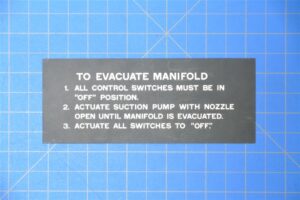 TO EVACUATE MANIFOLD
1. ALL CONTROL SWITCHES MUST BE IN
"OFF" POSITION.
2. ACTUATE SUCTION PUMP WITH NOZZLE
OPEN UNTIL MANIFOLD IS EVACUATED.
3. ACTUATE ALL SWITCHES TO "OFF".